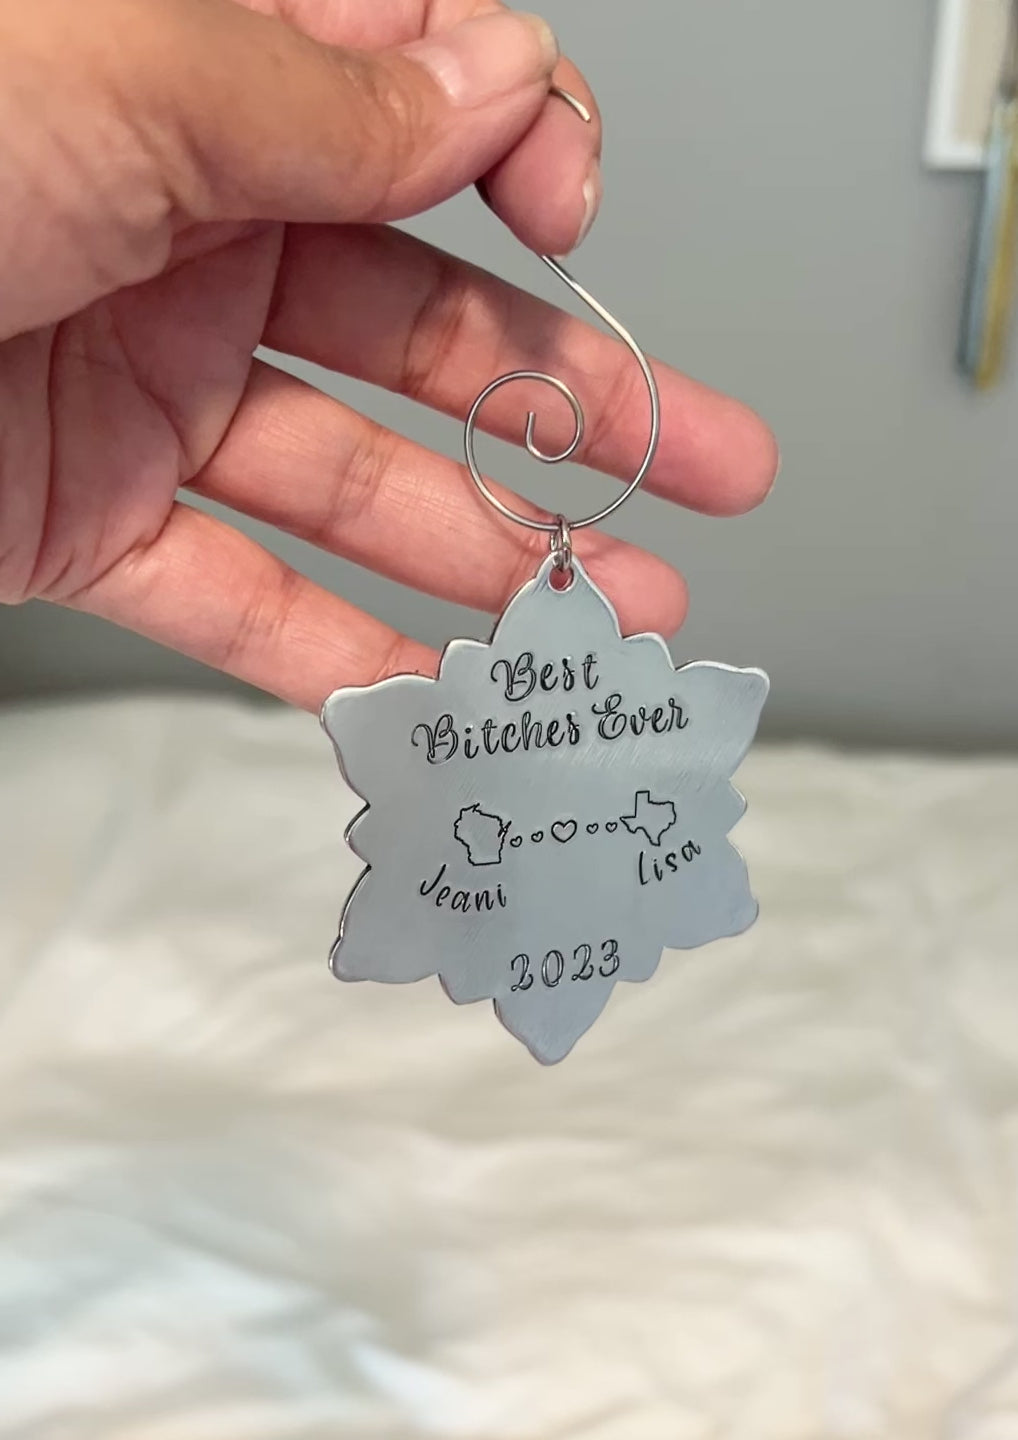 Best
Bitches Ever
Jeani
Lisa
2023